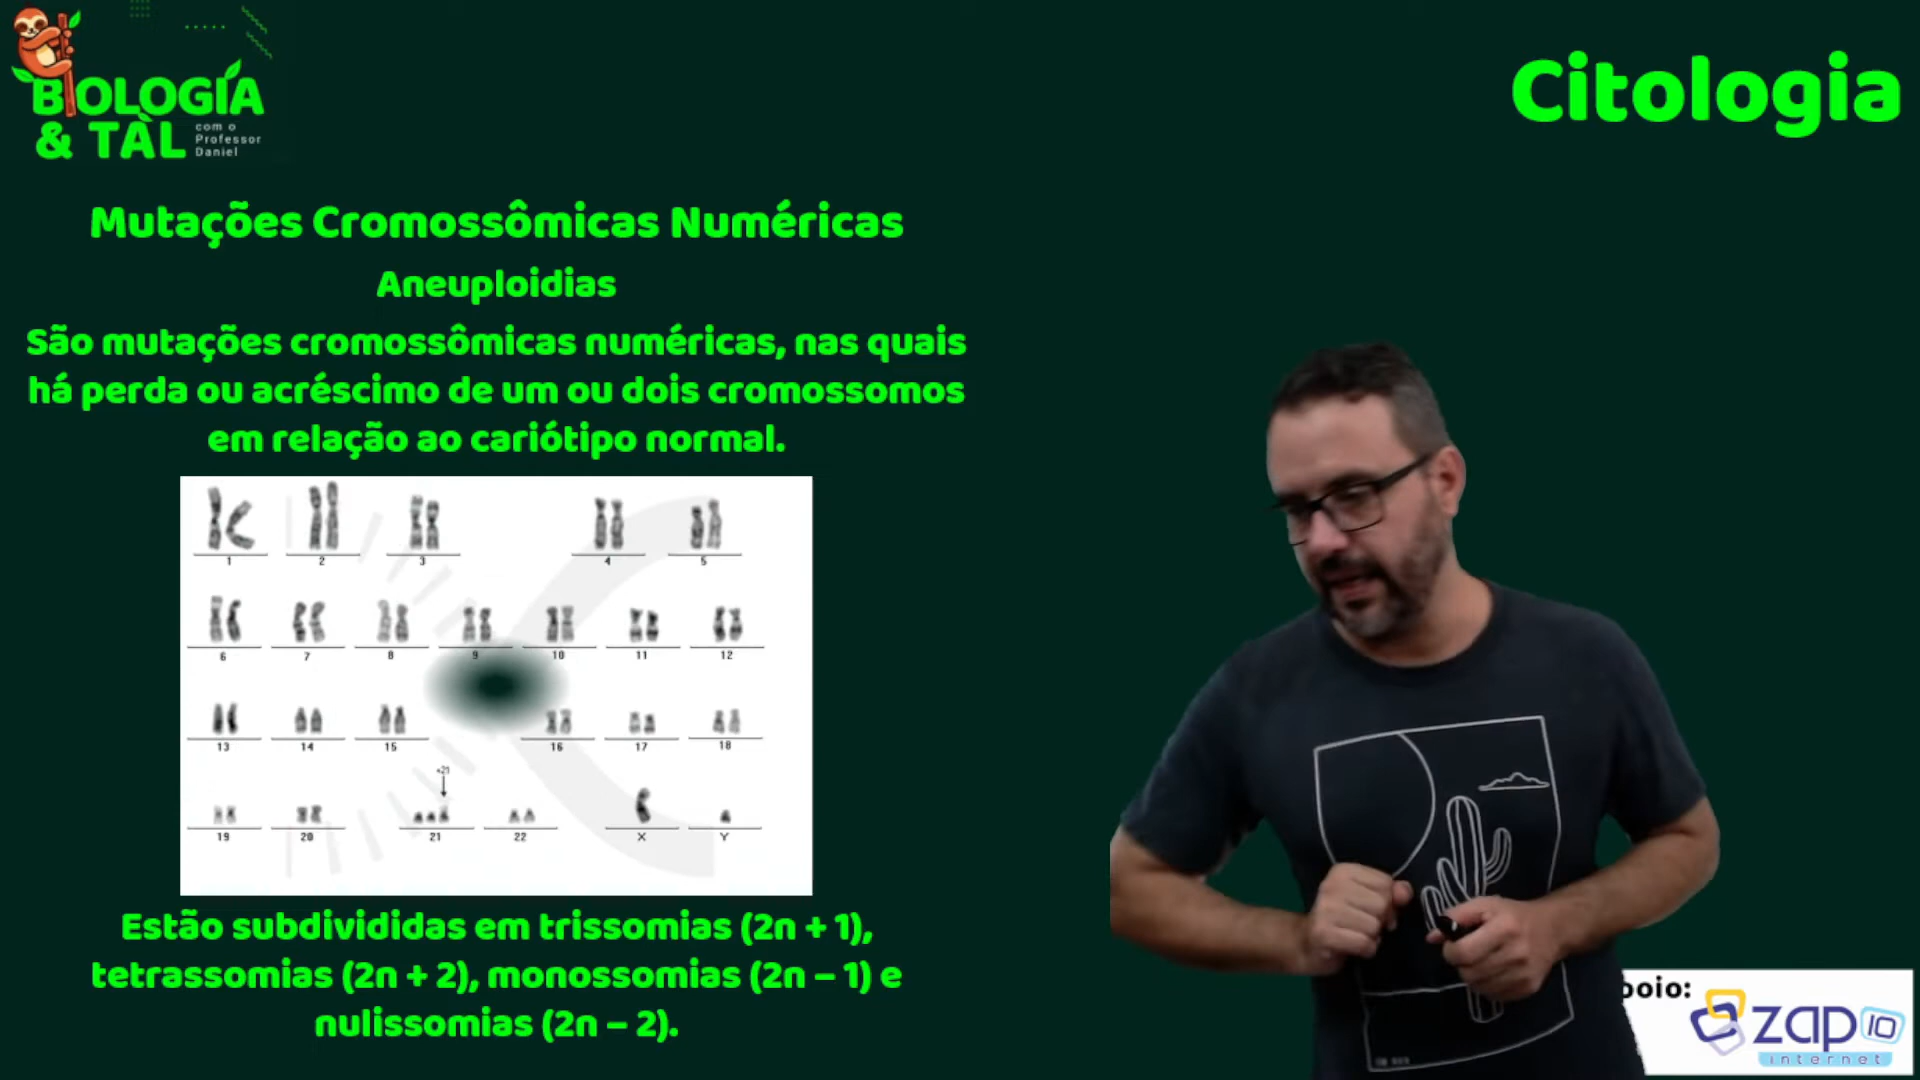 BIOLOGIA
& TAL
com o
Professor
Daniel
Citologia
Mutações Cromossômicas Numéricas
Aneuploidias
São mutações cromossômicas numéricas, nas quais
há perda ou acréscimo de um ou dois cromossomos
em relação ao cariótipo normal.
1 2 3 4 5
6 7 8 9 10 11 12
13 14 15 16 17 18
+21
19 20 21 22 X Y
Estão subdivididas em trissomias (2n + 1),
tetrassomias (2n + 2), monossomias (2n – 1) e
nulissomias (2n – 2).
poio:
zap 10
internet